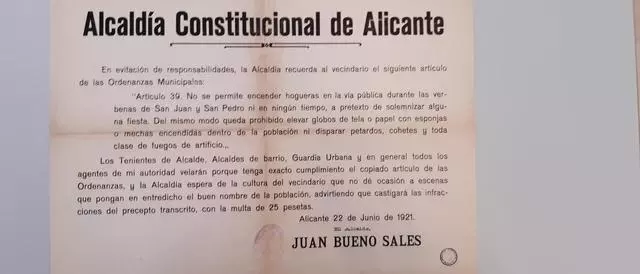 Alcaldía Constitucional de Alicante
En evitación de responsabilidades, la Alcaldía recuerda al vecindario el siguiente artículo
de las Ordenanzas Municipales:
"Artículo 39. No se permite encender hogueras en la vía pública durante las ver-
benas de San Juan y San Pedro ni en ningún tiempo, a pretexto de solemnizar algu-
na fiesta. Del mismo modo queda prohibido elevar globos de tela o papel con esponjas
o mechas encendidas dentro de la población ni disparar petardos, cohetes y toda
clase de fuegos de artificio.„
Los Tenientes de Alcalde, Alcaldes de barrio, Guardia Urbana y en general todos los
agentes de mi autoridad velarán porque tenga exacto cumplimiento el copiado artículo de las
Ordenanzas, y la Alcaldía espera de la cultura del vecindario que no dé ocasión a escenas
que pongan en entredicho el buen nombre de la población, advirtiendo que castigará las infrac-
ciones del precepto transcrito, con la multa de 25 pesetas.
Alicante 22 de Junio de 1921.
El Alcalde,
JUAN BUENO SALES